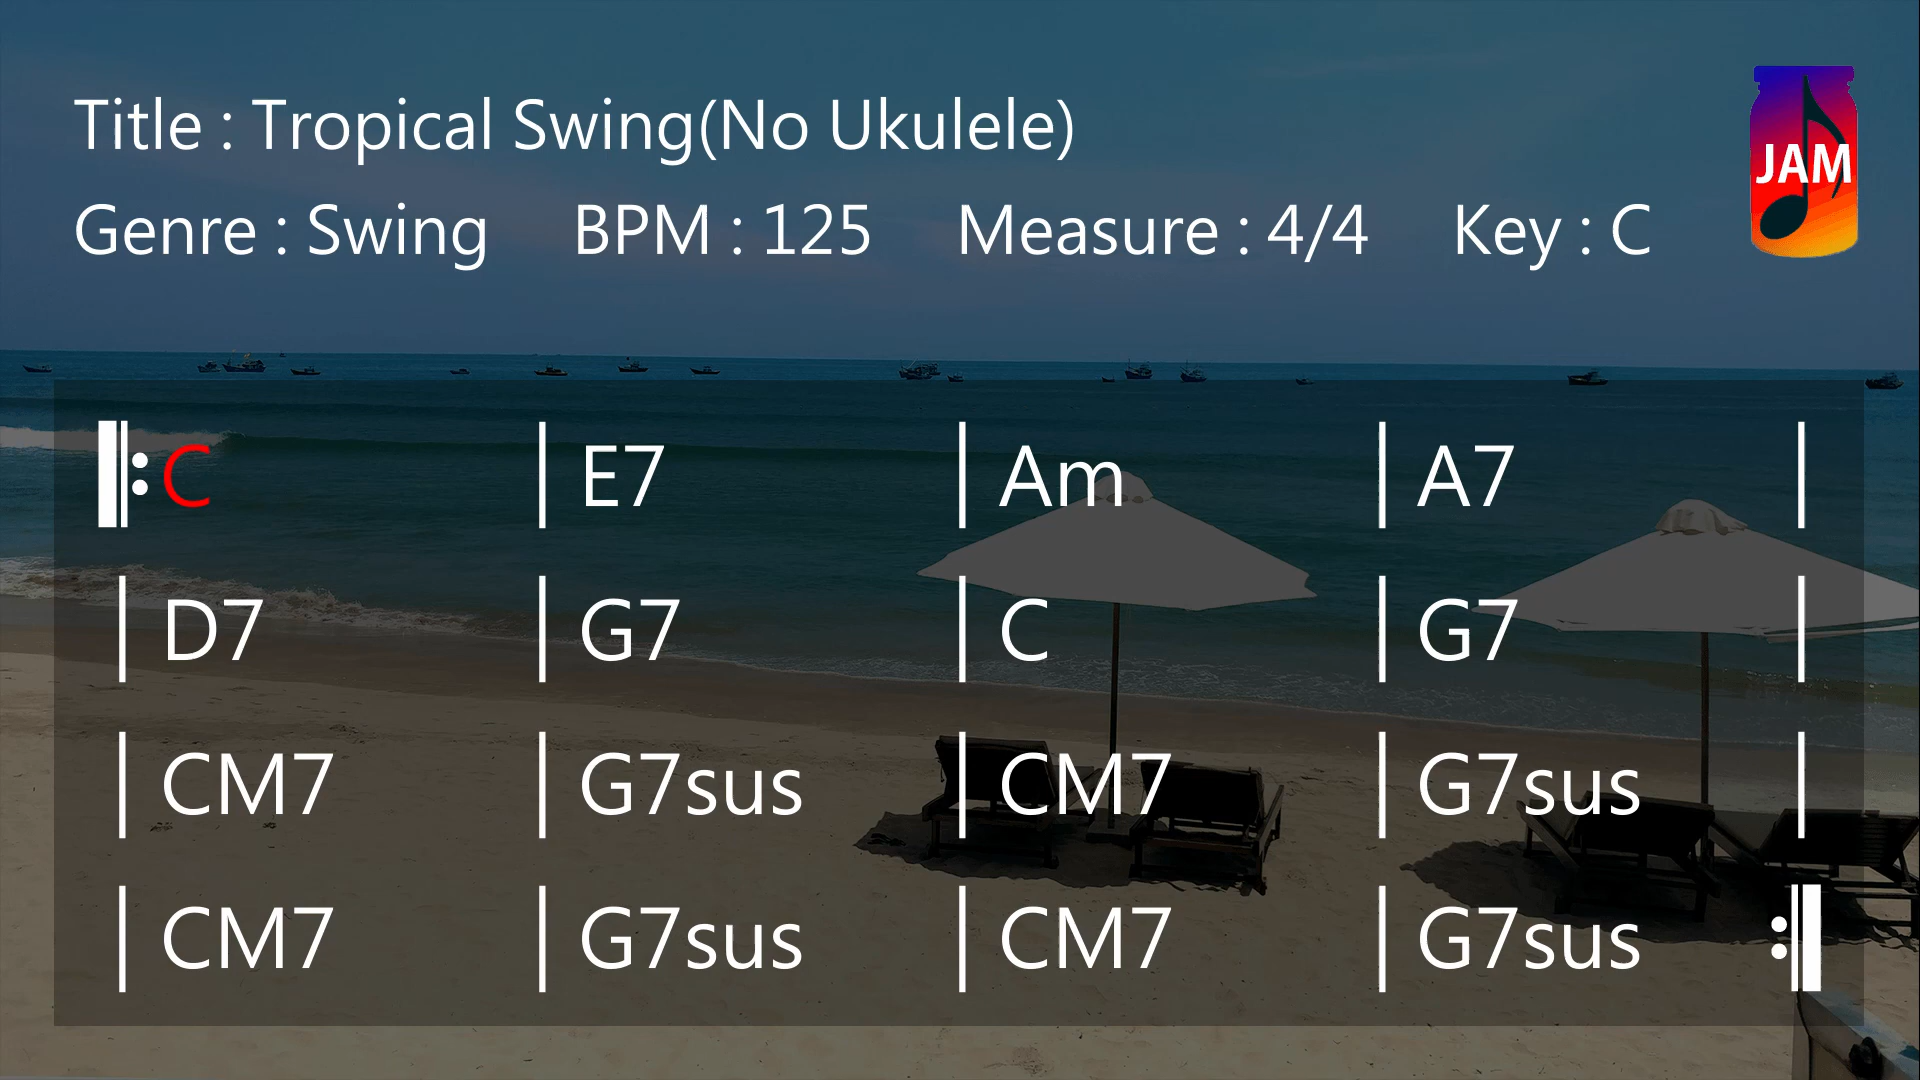 Title : Tropical Swing(No Ukulele)
JAM
Genre : Swing BPM : 125 Measure : 4/4 Key : C
C E7 Am A7
D7 G7 C G7
CM7 G7sus CM7 G7sus
CM7 G7sus CM7 G7sus